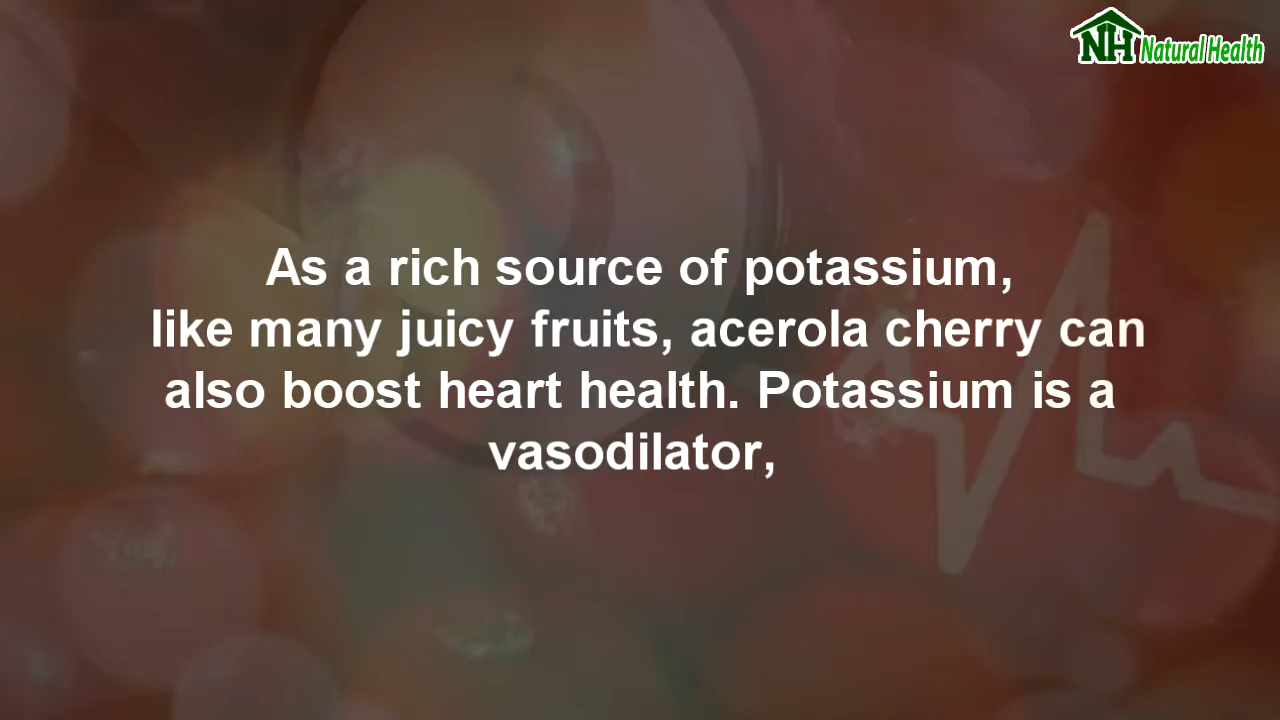 NH Natural Health
As a rich source of potassium,
like many juicy fruits, acerola cherry can
also boost heart health. Potassium is a
vasodilator,